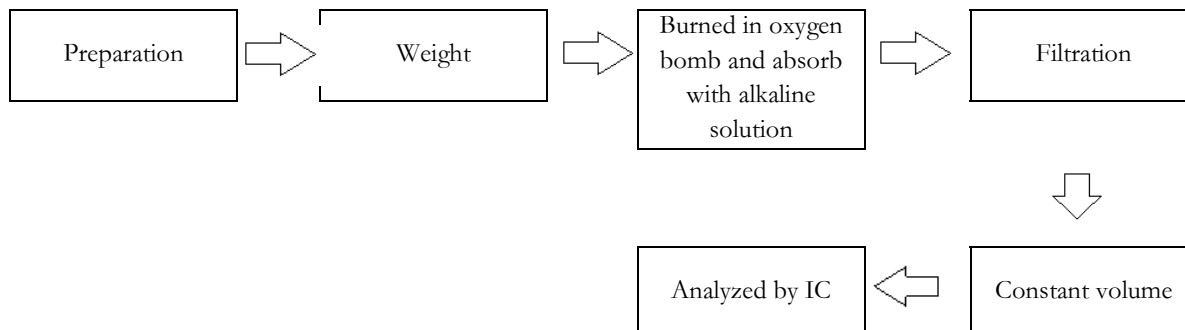 Preparation
Weight
Burned in oxygen
bomb and absorb
with alkaline
solution
Filtration
Analyzed by IC
Constant volume